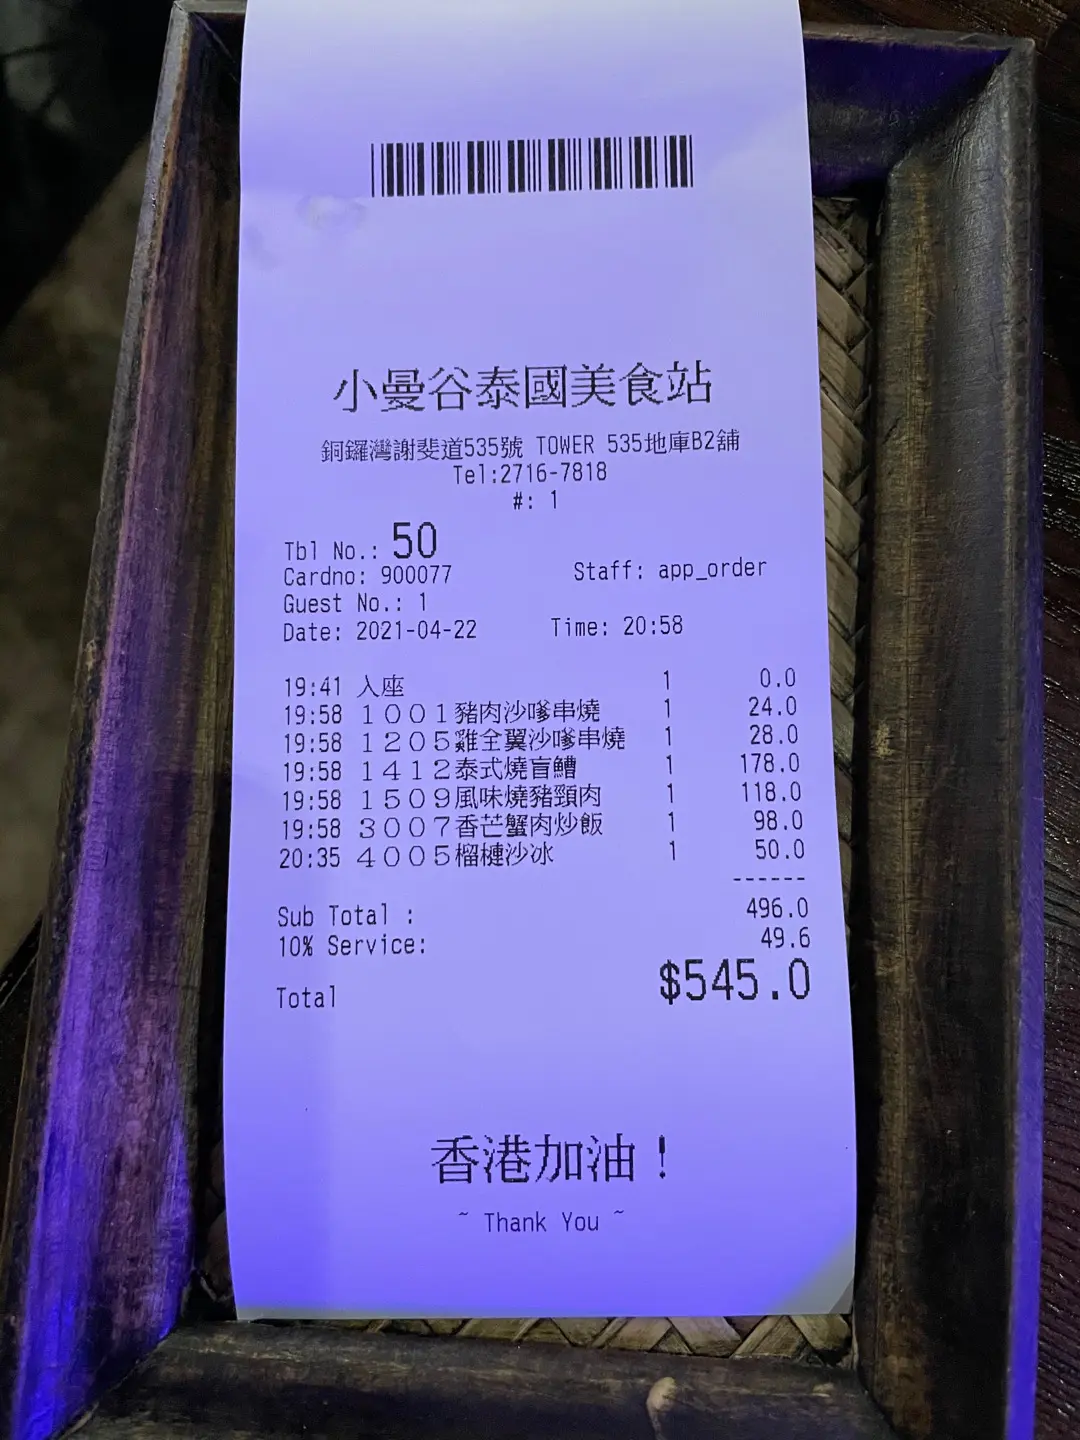 小曼谷泰國美食站
銅鑼灣謝斐道535號 TOWER 535地庫B2舖
Tel:2716-7818
#: 1
Tbl No.: 50
Cardno: 900077 Staff: app_order
Guest No.: 1
Date: 2021-04-22 Time: 20:58
19:41 入座 1 0.0
19:58 1001豬肉沙嗲串燒 1 24.0
19:58 1205雞全翼沙嗲串燒 1 28.0
19:58 1412泰式燒盲鰽 1 178.0
19:58 1509風味燒豬頸肉 1 118.0
19:58 3007香芒蟹肉炒飯 1 98.0
20:35 4005榴槤沙冰 1 50.0
------
Sub Total : 496.0
10% Service: 49.6
Total $545.0
香港加油！
~ Thank You ~